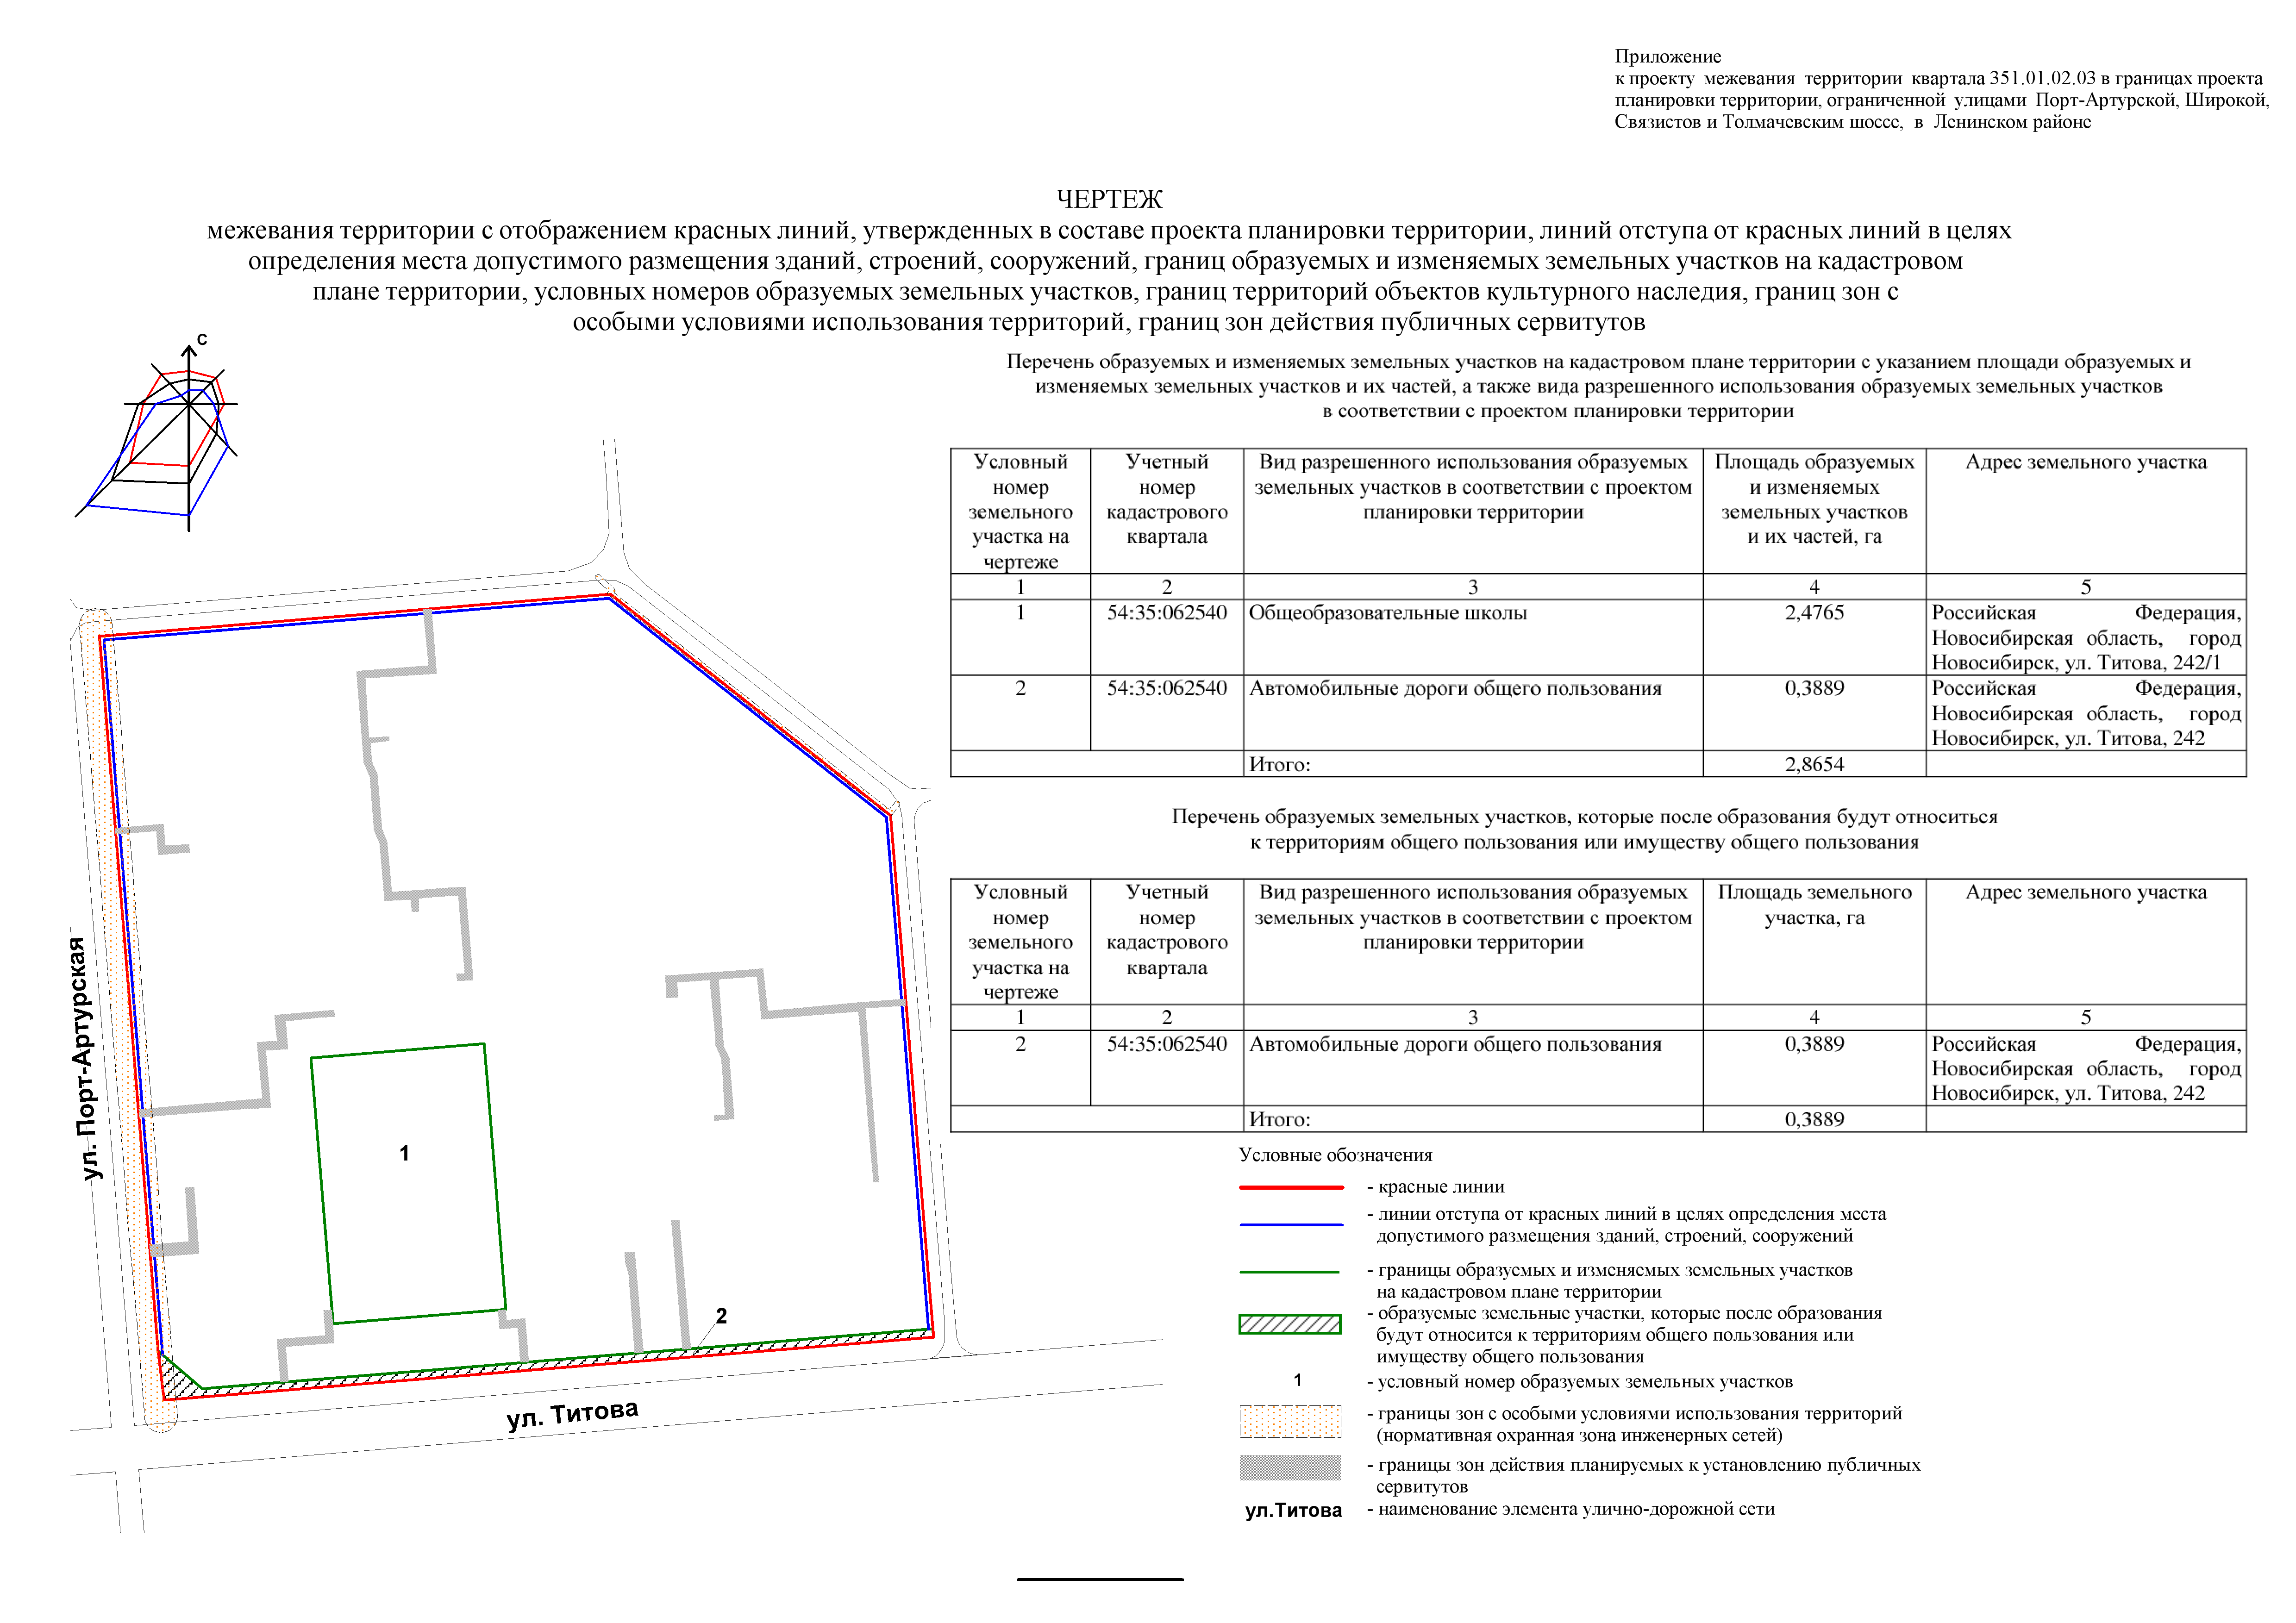 Приложение
к проекту межевания территории квартала 351.01.02.03 в границах проекта
планировки территории, ограниченной улицами Порт-Артурской, Широкой,
Связистов и Толмачевским шоссе, в Ленинском районе
ЧЕРТЕЖ
межевания территории с отображением красных линий, утвержденных в составе проекта планировки территории, линий отступа от красных линий в целях
определения места допустимого размещения зданий, строений, сооружений, границ образуемых и изменяемых земельных участков на кадастровом
плане территории, условных номеров образуемых земельных участков, границ территорий объектов культурного наследия, границ зон с
особыми условиями использования территорий, границ зон действия публичных сервитутов
С
Перечень образуемых и изменяемых земельных участков на кадастровом плане территории с указанием площади образуемых и
изменяемых земельных участков и их частей, а также вида разрешенного использования образуемых земельных участков
в соответствии с проектом планировки территории
Условный
номер
земельного
участка на
чертеже
Учетный
номер
кадастрового
квартала
Вид разрешенного использования образуемых
земельных участков в соответствии с проектом
планировки территории
Площадь образуемых
и изменяемых
земельных участков
и их частей, га
Адрес земельного участка
1 2 3 4 5
1 54:35:062540 Общеобразовательные школы 2,4765 Российская Федерация,
Новосибирская область, город
Новосибирск, ул. Титова, 242/1
2 54:35:062540 Автомобильные дороги общего пользования 0,3889 Российская Федерация,
Новосибирская область, город
Новосибирск, ул. Титова, 242
Итого: 2,8654
Перечень образуемых земельных участков, которые после образования будут относиться
к территориям общего пользования или имуществу общего пользования
Условный
номер
земельного
участка на
чертеже
Учетный
номер
кадастрового
квартала
Вид разрешенного использования образуемых
земельных участков в соответствии с проектом
планировки территории
Площадь земельного
участка, га
Адрес земельного участка
1 2 3 4 5
2 54:35:062540 Автомобильные дороги общего пользования 0,3889 Российская Федерация,
Новосибирская область, город
Новосибирск, ул. Титова, 242
Итого: 0,3889
ул. Порт-Артурская
1
2
ул. Титова
Условные обозначения
- красные линии
- линии отступа от красных линий в целях определения места
допустимого размещения зданий, строений, сооружений
- границы образуемых и изменяемых земельных участков
на кадастровом плане территории
- образуемые земельные участки, которые после образования
будут относится к территориям общего пользования или
имуществу общего пользования
1 - условный номер образуемых земельных участков
- границы зон с особыми условиями использования территорий
(нормативная охранная зона инженерных сетей)
- границы зон действия планируемых к установлению публичных
сервитутов
ул.Титова - наименование элемента улично-дорожной сети